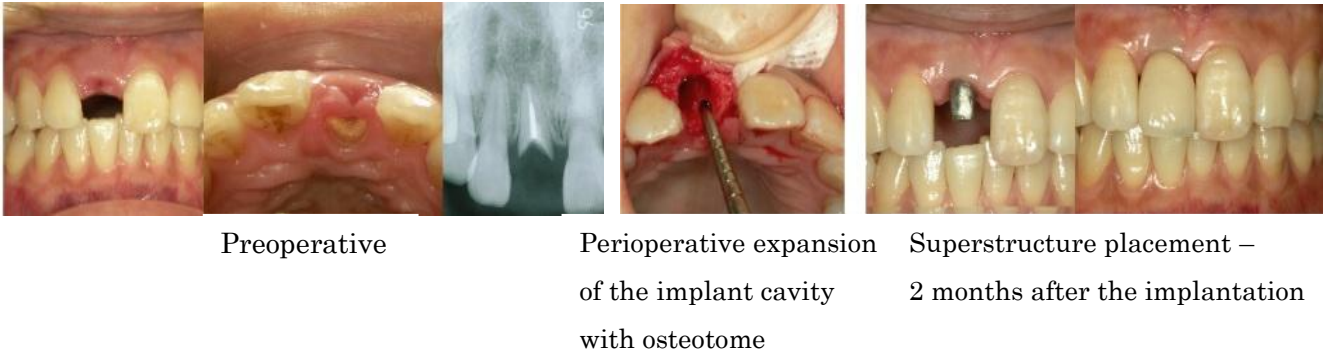 Preoperative
Perioperative expansion
of the implant cavity
with osteotome
Superstructure placement –
2 months after the implantation